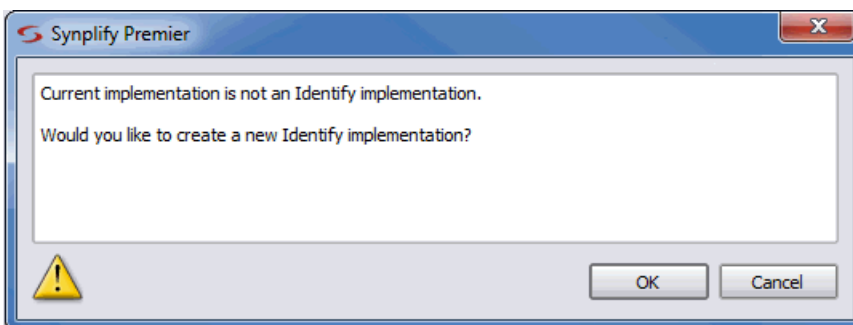 Synplify Premier
Current implementation is not an Identify implementation.
Would you like to create a new Identify implementation?
OK
Cancel